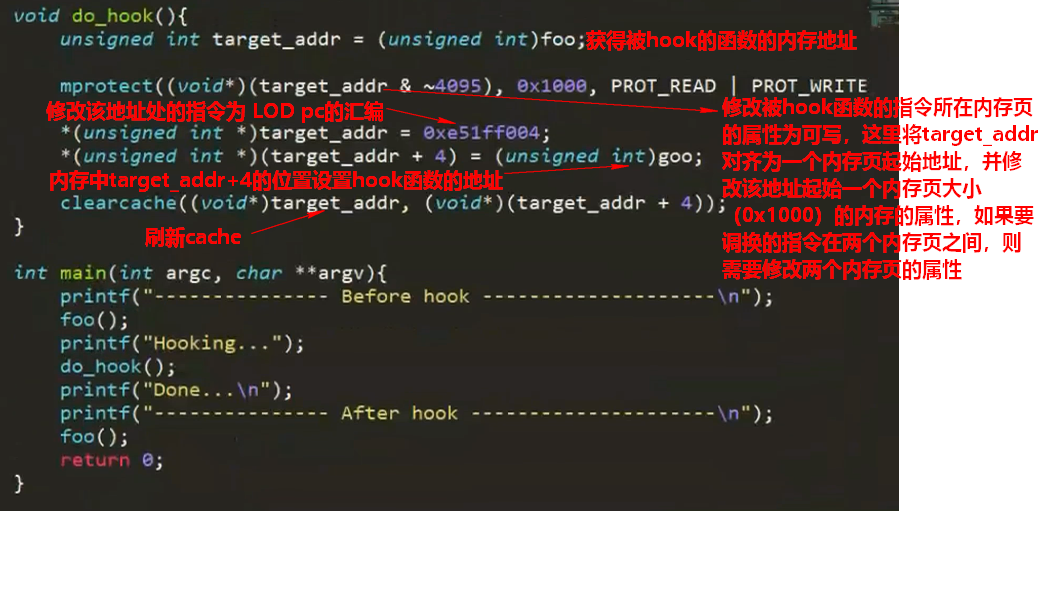 void do_hook(){
unsigned int target_addr = (unsigned int)foo;获得被hook的函数的内存地址
mprotect((void*)(target_addr & ~4095), 0x1000, PROT_READ | PROT_WRITE
修改该地址处的指令为 LOD pc的汇编
*(unsigned int *)target_addr = 0xe51ff004;
*(unsigned int *)(target_addr + 4) = (unsigned int)goo;
内存中target_addr+4的位置设置hook函数的地址
clearcache((void*)target_addr, (void*)(target_addr + 4));
}
刷新cache
修改被hook函数的指令所在内存页
的属性为可写，这里将target_addr
对齐为一个内存页起始地址，并修
改该地址起始一个内存页大小
（0x1000）的内存的属性，如果要
调换的指令在两个内存页之间，则
需要修改两个内存页的属性
int main(int argc, char **argv){
printf("--------------- Before hook --------------------\n");
foo();
printf("Hooking...");
do_hook();
printf("Done...\n");
printf("--------------- After hook ---------------------\n");
foo();
return 0;
}